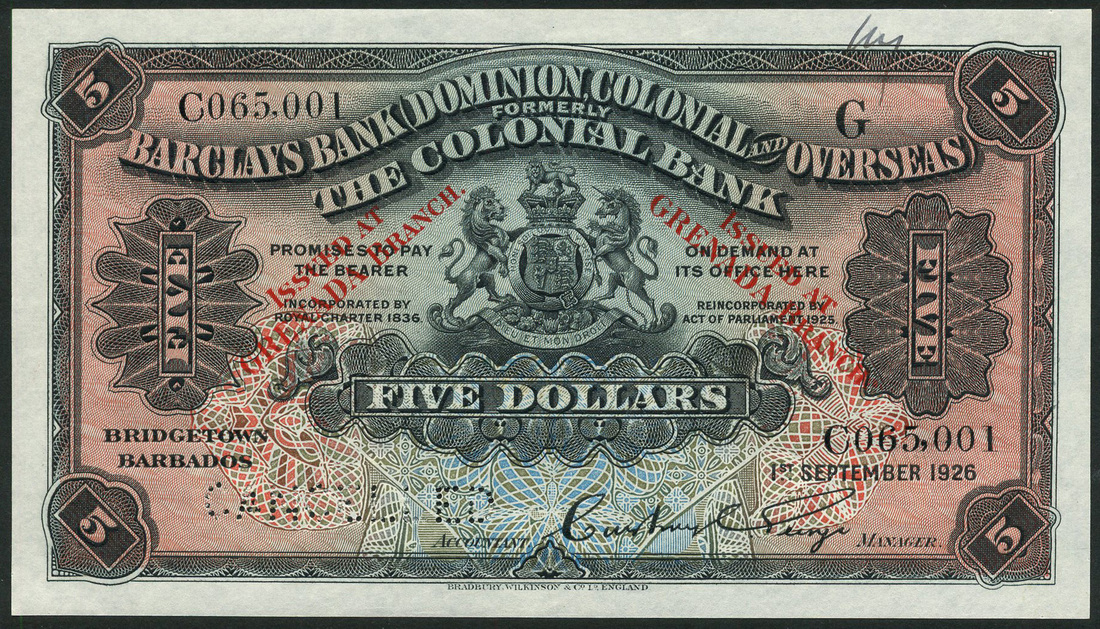 5
5
C065,001
G
BARCLAYS BANK (DOMINION, COLONIAL AND OVERSEAS)
FORMERLY
THE COLONIAL BANK
ISSUED AT
GRENADA BRANCH.
ISSUED AT
GRENADA BRANCH.
PROMISES TO PAY
THE BEARER
ON DEMAND AT
ITS OFFICE HERE
INCORPORATED BY
ROYAL CHARTER 1836
REINCORPORATED BY
ACT OF PARLIAMENT 1925
FIVE
FIVE
DIEU ET MON DROIT
FIVE DOLLARS
BRIDGETOWN
BARBADOS
C065,001
1ST SEPTEMBER 1926
CANCELLED
ACCOUNTANT
MANAGER.
5
5
BRADBURY, WILKINSON & Co. Ld. ENGLAND